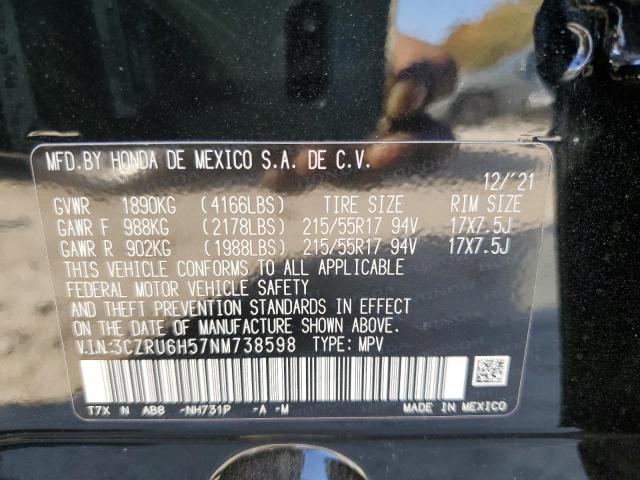 MFD.BY HONDA DE MEXICO S.A. DE C.V.
12/'21
GVWR 1890KG (4166LBS) TIRE SIZE RIM SIZE
GAWR F 988KG (2178LBS) 215/55R17 94V 17X7.5J
GAWR R 902KG (1988LBS) 215/55R17 94V 17X7.5J
THIS VEHICLE CONFORMS TO ALL APPLICABLE
FEDERAL MOTOR VEHICLE SAFETY
AND THEFT PREVENTION STANDARDS IN EFFECT
ON THE DATE OF MANUFACTURE SHOWN ABOVE.
V.I.N:3CZRU6H57NM738598 TYPE: MPV
T7X N AB8 -NH731P -A -M MADE IN MEXICO